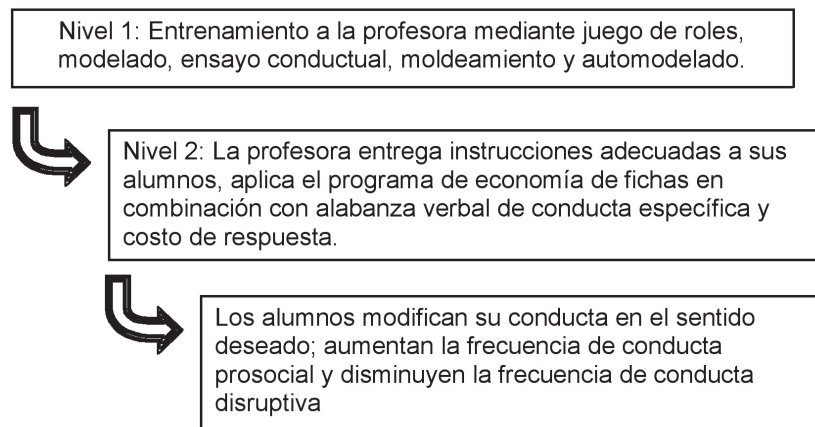 Nivel 1: Entrenamiento a la profesora mediante juego de roles,
modelado, ensayo conductual, moldeamiento y automodelado.
Nivel 2: La profesora entrega instrucciones adecuadas a sus
alumnos, aplica el programa de economía de fichas en
combinación con alabanza verbal de conducta específica y
costo de respuesta.
Los alumnos modifican su conducta en el sentido
deseado; aumentan la frecuencia de conducta
prosocial y disminuyen la frecuencia de conducta
disruptiva